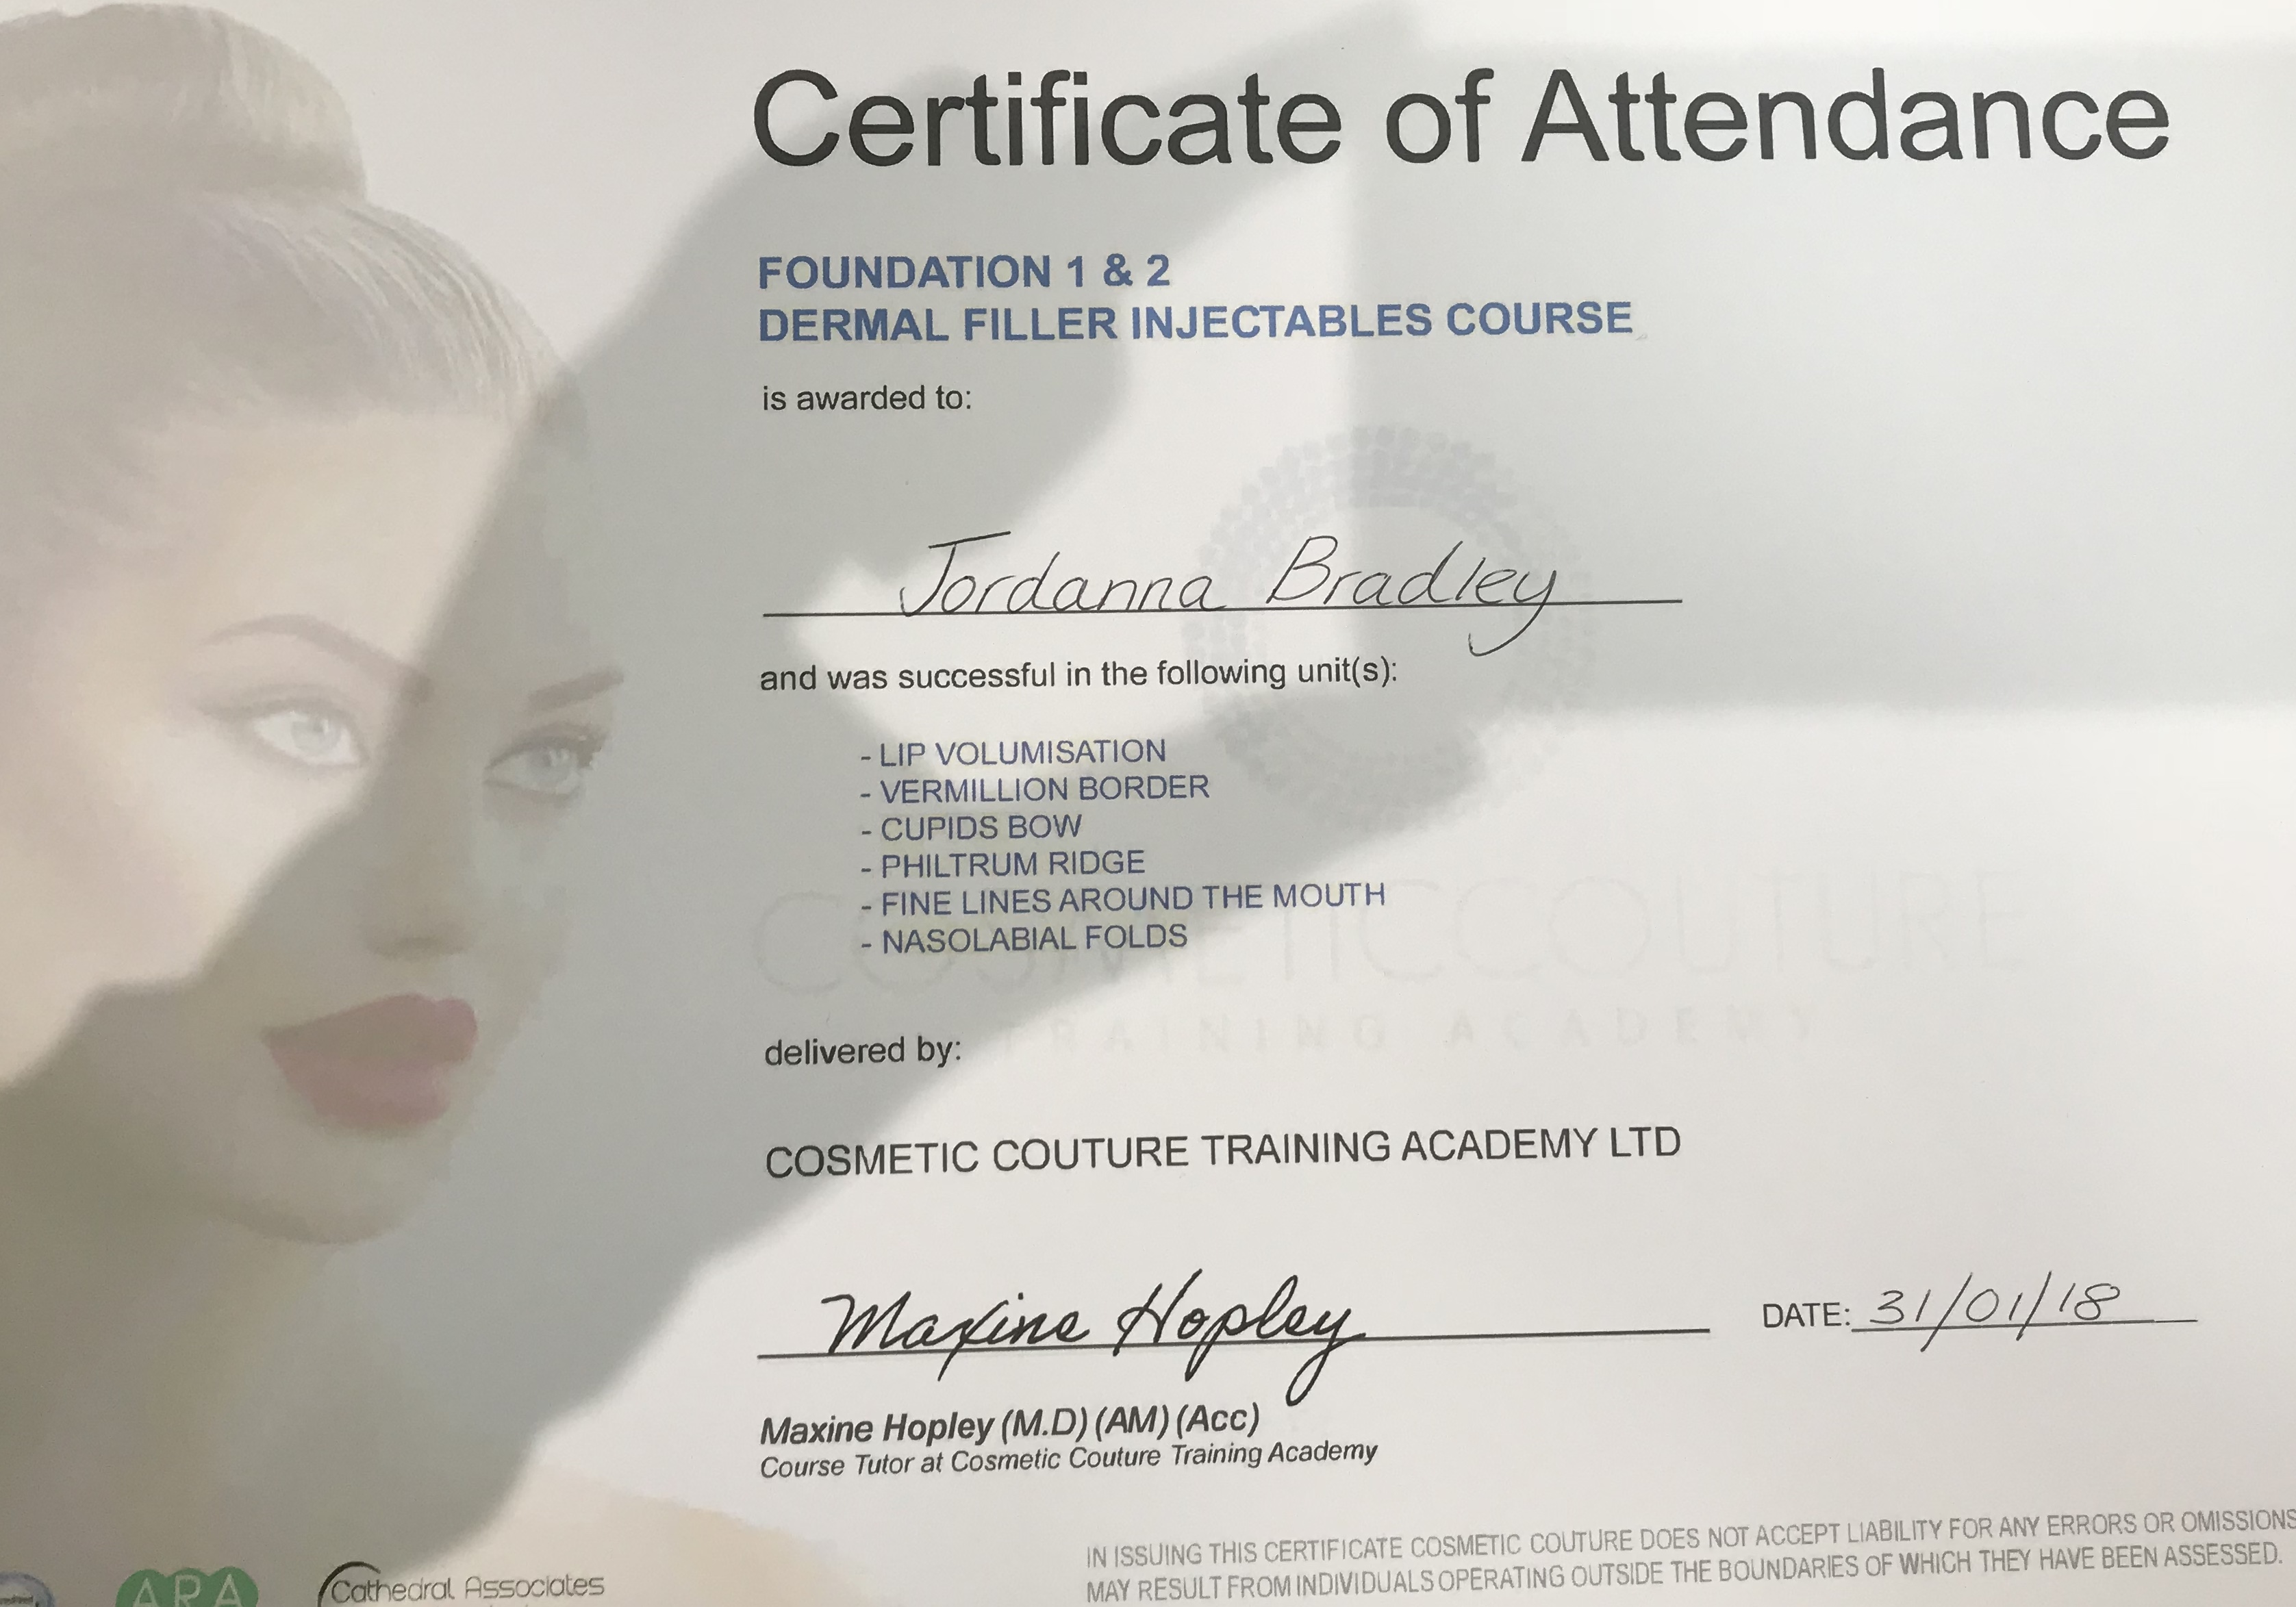 Certificate of Attendance
FOUNDATION 1 & 2
DERMAL FILLER INJECTABLES COURSE
is awarded to:
Jordanna Bradley
and was successful in the following unit(s):
- LIP VOLUMISATION
- VERMILLION BORDER
- CUPIDS BOW
- PHILTRUM RIDGE
- FINE LINES AROUND THE MOUTH
- NASOLABIAL FOLDS
COSMETICCOUTURE
TRAINING ACADEMY
delivered by:
COSMETIC COUTURE TRAINING ACADEMY LTD
Maxine Hopley
DATE: 31/01/18
Maxine Hopley (M.D) (AM) (Acc)
Course Tutor at Cosmetic Couture Training Academy
IN ISSUING THIS CERTIFICATE COSMETIC COUTURE DOES NOT ACCEPT LIABILITY FOR ANY ERRORS OR OMISSIONS
MAY RESULT FROM INDIVIDUALS OPERATING OUTSIDE THE BOUNDARIES OF WHICH THEY HAVE BEEN ASSESSED.
ARA
Cathedral Associates